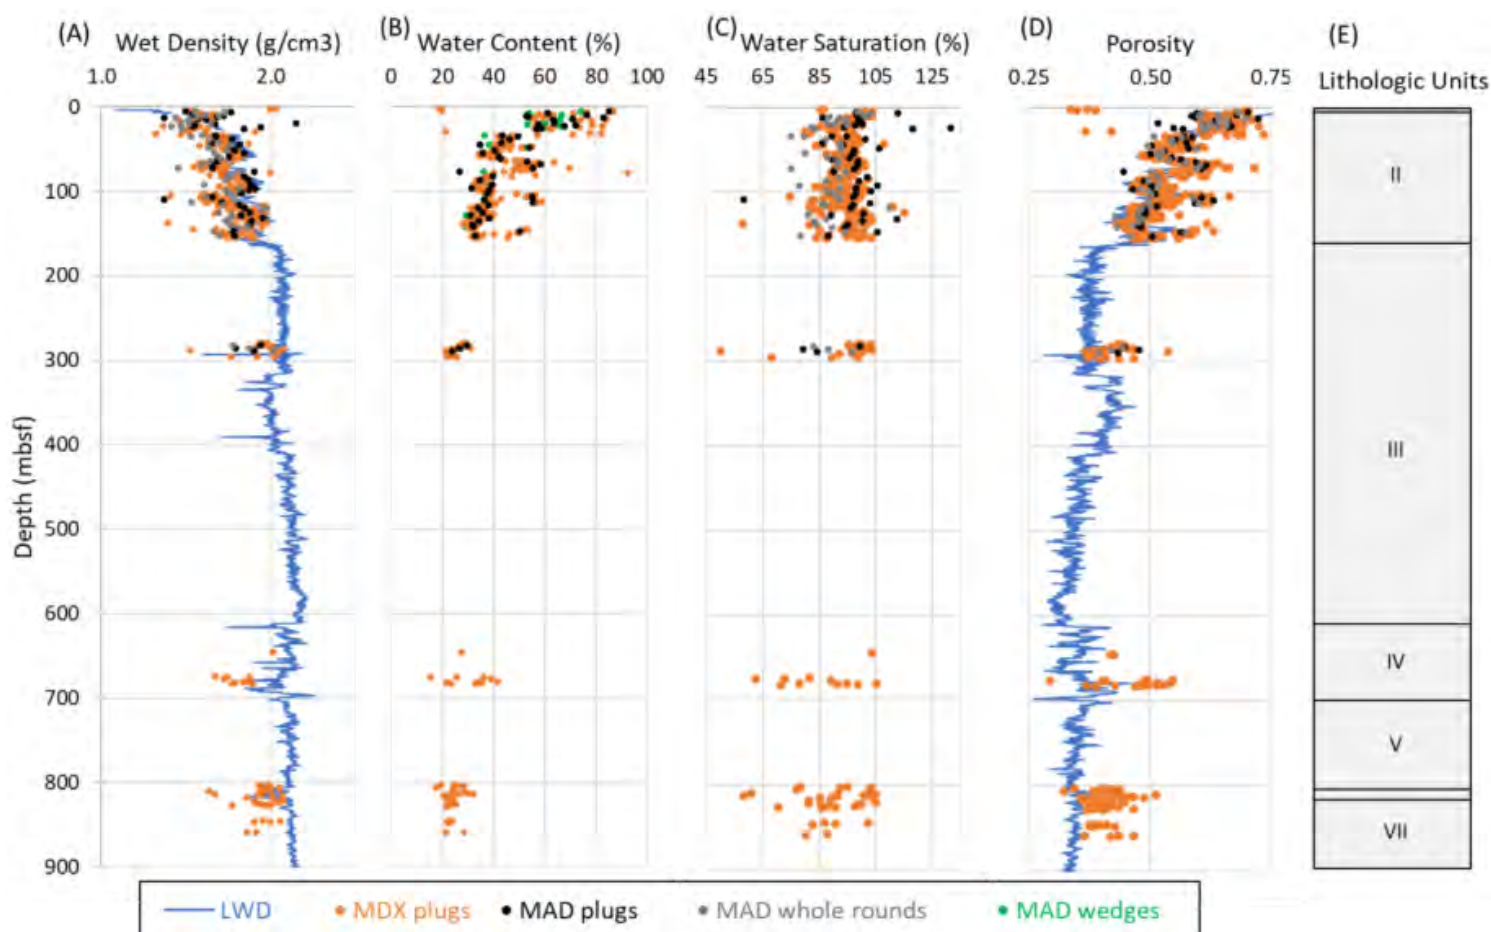 (A) (B) (C) (D) (E)
Wet Density (g/cm3) Water Content (%) Water Saturation (%) Porosity
Lithologic Units
1.0 2.0 0 20 40 60 80 100 45 65 85 105 125 0.25 0.50 0.75
0
100
200
300
400
500
600
700
800
900
Depth (mbsf)
II
III
IV
V
VII
LWD MDX plugs MAD plugs MAD whole rounds MAD wedges